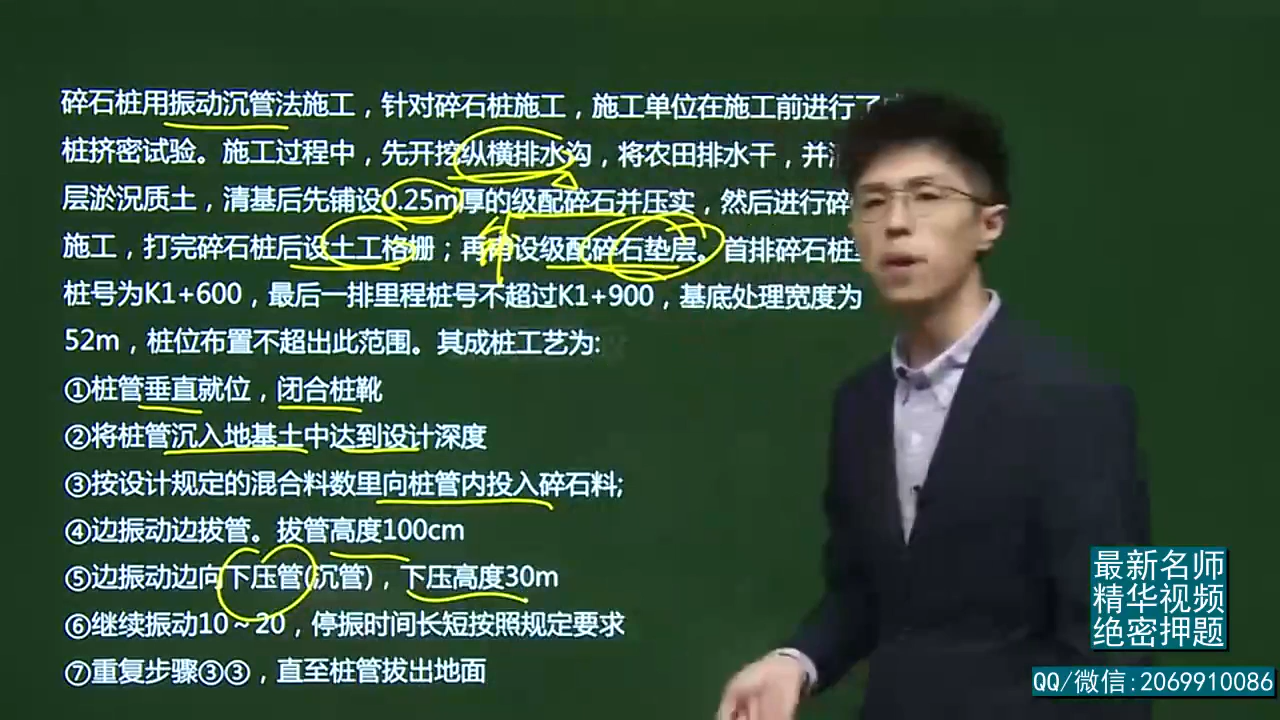 碎石桩用振动沉管法施工，针对碎石桩施工，施工单位在施工前进行了
桩挤密试验。施工过程中，先开挖纵横排水沟，将农田排水干，并
层淤况质土，清基后先铺设0.25m厚的级配碎石并压实，然后进行碎
施工，打完碎石桩后设土工格栅；再 设级配碎石垫层。首排碎石桩
桩号为K1+600，最后一排里程桩号不超过K1+900，基底处理宽度为
52m，桩位布置不超出此范围。其成桩工艺为:
①桩管垂直就位，闭合桩靴
②将桩管沉入地基土中达到设计深度
③按设计规定的混合料数里向桩管内投入碎石料;
④边振动边拔管。拔管高度100cm
⑤边振动边向下压管(沉管)，下压高度30m
⑥继续振动10~20，停振时间长短按照规定要求
⑦重复步骤③③，直至桩管拔出地面
最新名师
精华视频
绝密押题
QQ/微信:2069910086